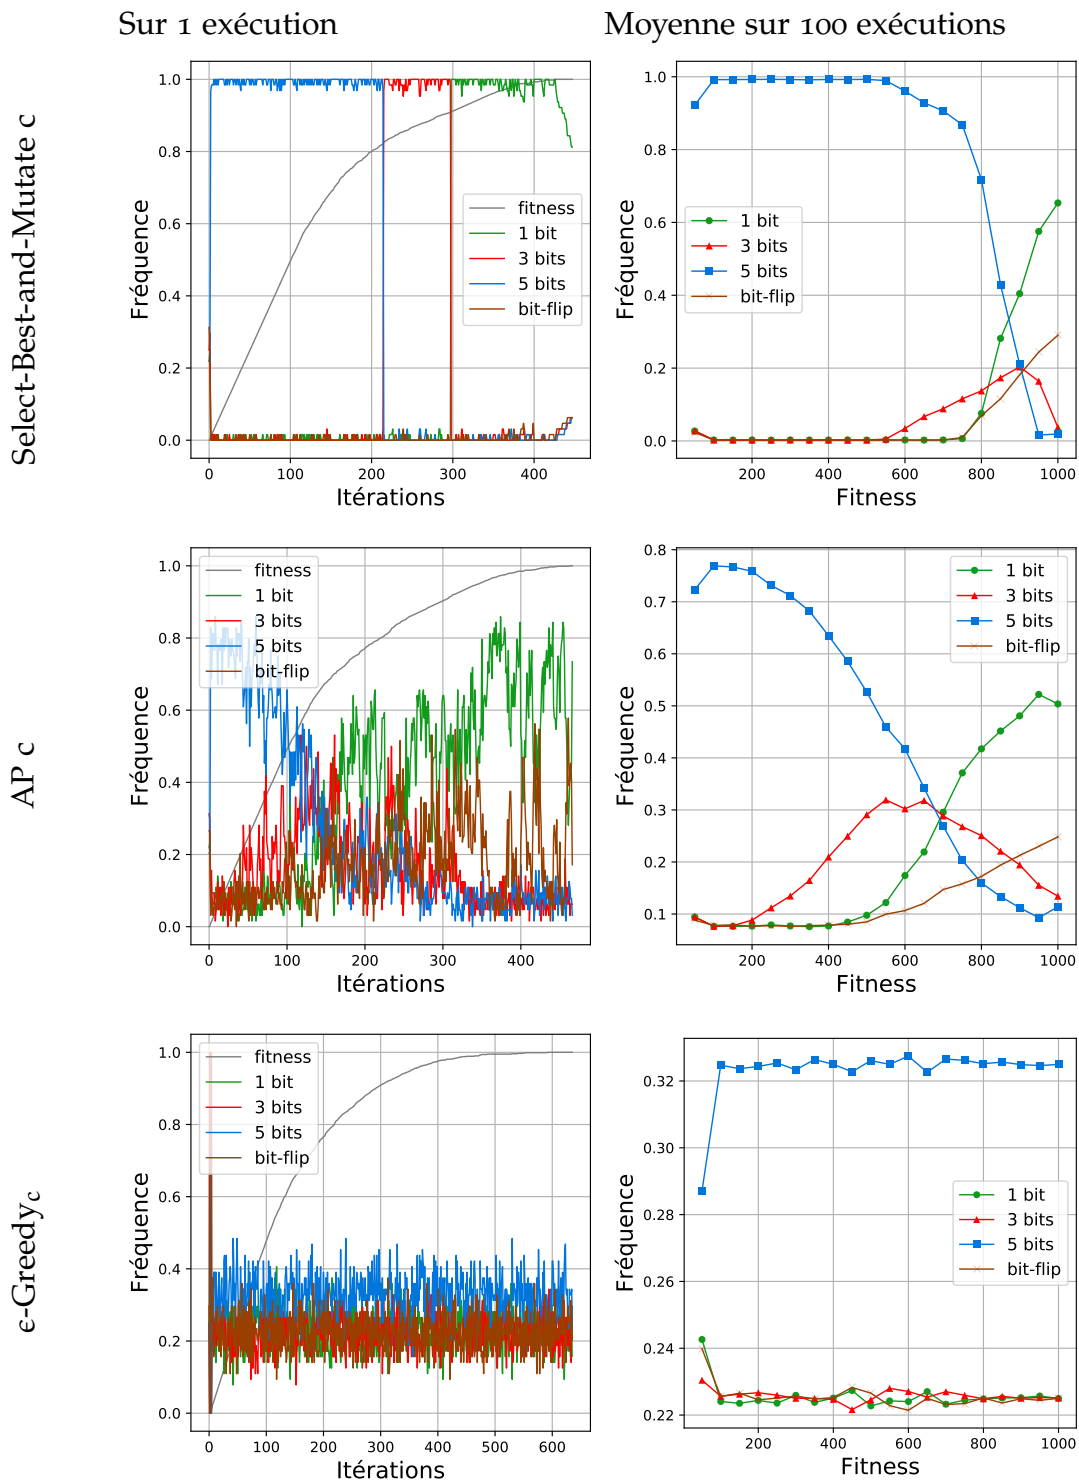 Sur 1 exécution
Moyenne sur 100 exécutions
Select-Best-and-Mutate c
Fréquence
1.0
0.8
0.6
0.4
0.2
0.0
fitness
1 bit
3 bits
5 bits
bit-flip
0 100 200 300 400
Itérations
Fréquence
1.0
0.8
0.6
0.4
0.2
0.0
1 bit
3 bits
5 bits
bit-flip
200 400 600 800 1000
Fitness
AP c
Fréquence
1.0
0.8
0.6
0.4
0.2
0.0
fitness
1 bit
3 bits
5 bits
bit-flip
0 100 200 300 400
Itérations
Fréquence
0.8
0.7
0.6
0.5
0.4
0.3
0.2
0.1
1 bit
3 bits
5 bits
bit-flip
200 400 600 800 1000
Fitness
ϵ-Greedyc
Fréquence
1.0
0.8
0.6
0.4
0.2
0.0
fitness
1 bit
3 bits
5 bits
bit-flip
0 100 200 300 400 500 600
Itérations
Fréquence
0.32
0.30
0.28
0.26
0.24
0.22
1 bit
3 bits
5 bits
bit-flip
200 400 600 800 1000
Fitness